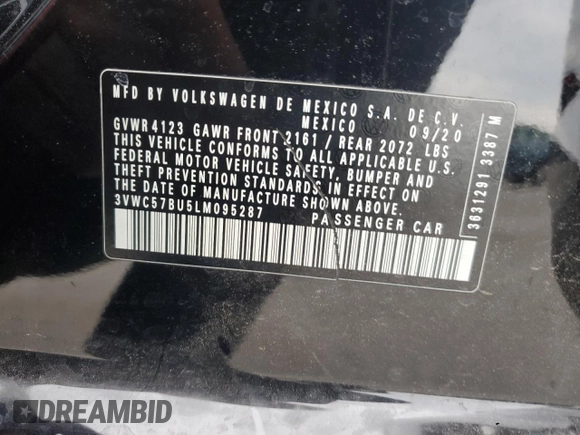 MFD BY VOLKSWAGEN DE MEXICO S.A. DE C.V.
MEXICO 09/20
GVWR 4123 GAWR FRONT 2161 / REAR 2072 LBS
THIS VEHICLE CONFORMS TO ALL APPLICABLE U.S.
FEDERAL MOTOR VEHICLE SAFETY, BUMPER AND
THEFT PREVENTION STANDARDS IN EFFECT ON
THE DATE OF MANUFACTURE SHOWN ABOVE.
3VWC57BU5LM095287 PASSENGER CAR
3631291 3387 M
DREAMBID